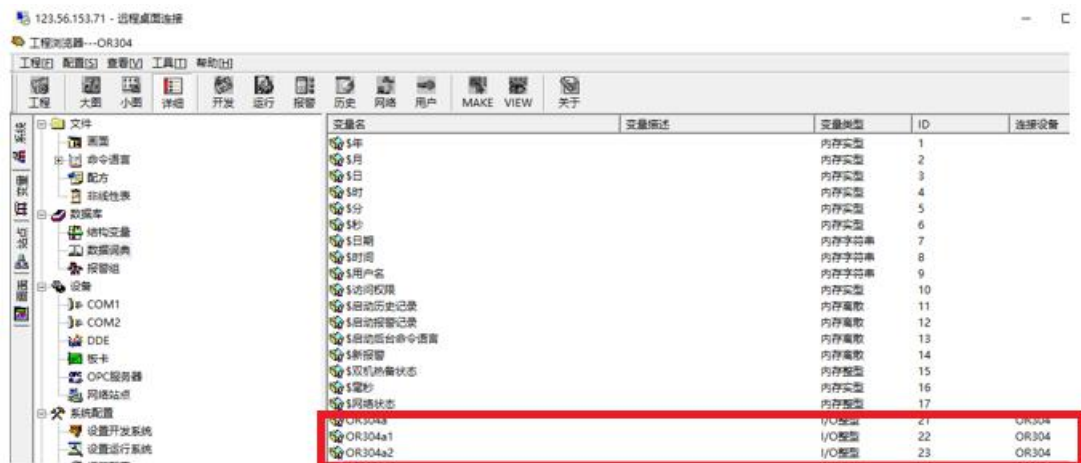 123.56.153.71 - 远程桌面连接
工程浏览器---OR304
工程[F] 配置[S] 查看[V] 工具[T] 帮助[H]
工程 大图 小图 详细 开发 运行 报警 历史 网络 用户 MAKE VIEW 关于
系统
变量
站点
画面
文件
画面
命令语言
配方
非线性表
数据库
结构变量
数据词典
报警组
设备
COM1
COM2
DDE
板卡
OPC服务器
网络站点
系统配置
设置开发系统
设置运行系统
变量名 变量描述 变量类型 ID 连接设备
$年 内存实型 1
$月 内存实型 2
$日 内存实型 3
$时 内存实型 4
$分 内存实型 5
$秒 内存实型 6
$日期 内存字符串 7
$时间 内存字符串 8
$用户名 内存字符串 9
$访问权限 内存实型 10
$启动历史记录 内存离散 11
$启动报警记录 内存离散 12
$启动后台命令语言 内存离散 13
$新报警 内存离散 14
$双机热备状态 内存整型 15
$毫秒 内存实型 16
$网络状态 内存整型 17
OR304a I/O整型 21 OR304
OR304a1 I/O整型 22 OR304
OR304a2 I/O整型 23 OR304